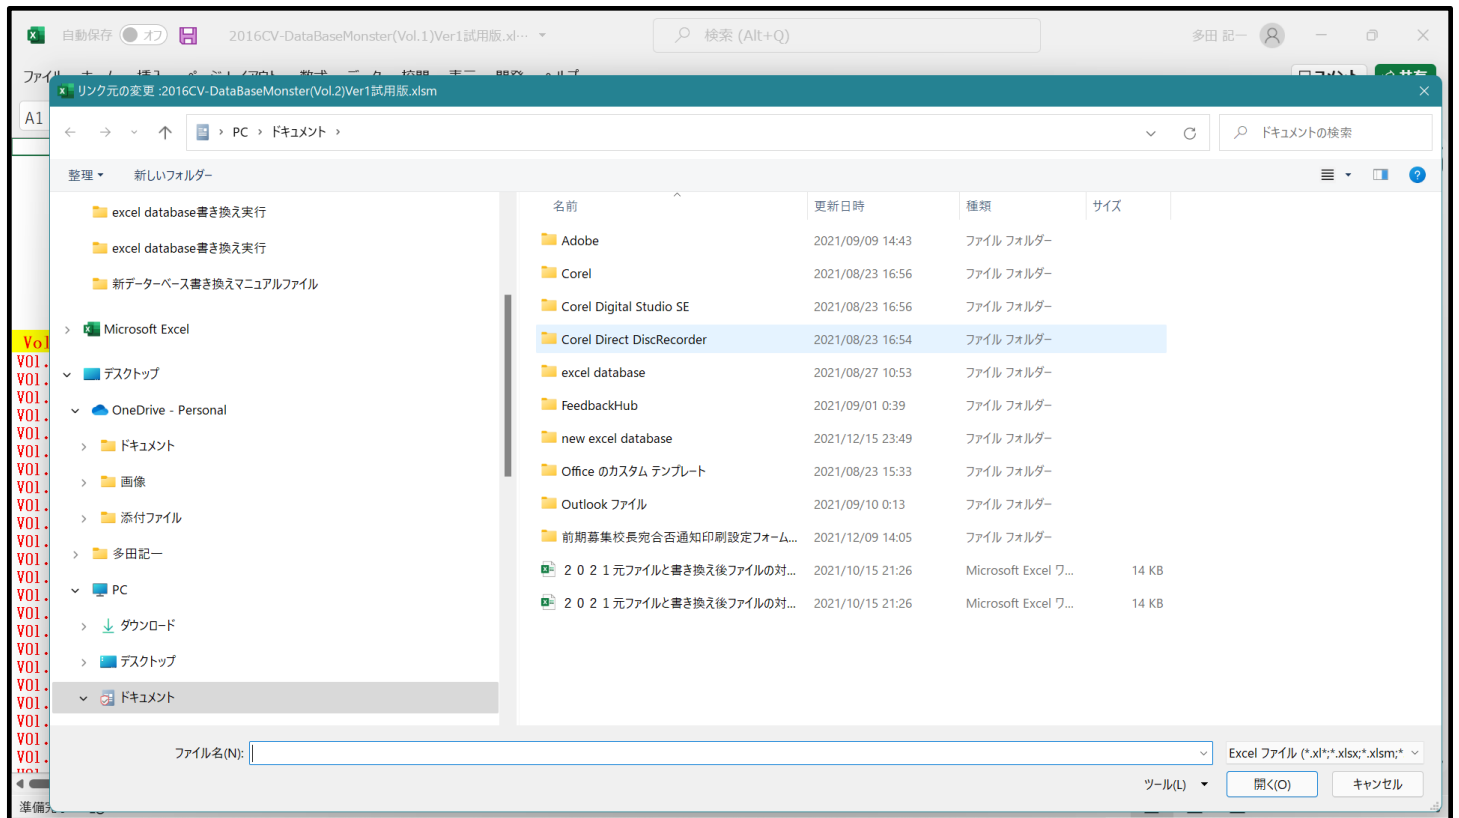 自動保存 オフ 2016CV-DataBaseMonster(Vol.1)Ver1試用版.xl… 検索 (Alt+Q) 多田 記一
リンク元の変更 :2016CV-DataBaseMonster(Vol.2)Ver1試用版.xlsm
A1
PC › ドキュメント › ドキュメントの検索
整理 新しいフォルダー
名前 更新日時 種類 サイズ
excel database書き換え実行
excel database書き換え実行
新データーベース書き換えマニュアルファイル
Microsoft Excel
デスクトップ
OneDrive - Personal
ドキュメント
画像
添付ファイル
多田記一
PC
ダウンロード
デスクトップ
ドキュメント
Adobe 2021/09/09 14:43 ファイル フォルダー
Corel 2021/08/23 16:56 ファイル フォルダー
Corel Digital Studio SE 2021/08/23 16:56 ファイル フォルダー
Corel Direct DiscRecorder 2021/08/23 16:54 ファイル フォルダー
excel database 2021/08/27 10:53 ファイル フォルダー
FeedbackHub 2021/09/01 0:39 ファイル フォルダー
new excel database 2021/12/15 23:49 ファイル フォルダー
Office のカスタム テンプレート 2021/08/23 15:33 ファイル フォルダー
Outlook ファイル 2021/09/10 0:13 ファイル フォルダー
前期募集校長宛合否通知印刷設定フォーム... 2021/12/09 14:05 ファイル フォルダー
２０２１元ファイルと書き換え後ファイルの対... 2021/10/15 21:26 Microsoft Excel ワ... 14 KB
２０２１元ファイルと書き換え後ファイルの対... 2021/10/15 21:26 Microsoft Excel ワ... 14 KB
ファイル名(N): Excel ファイル (*.xl*;*.xlsx;*.xlsm;*
ツール(L) 開く(O) キャンセル